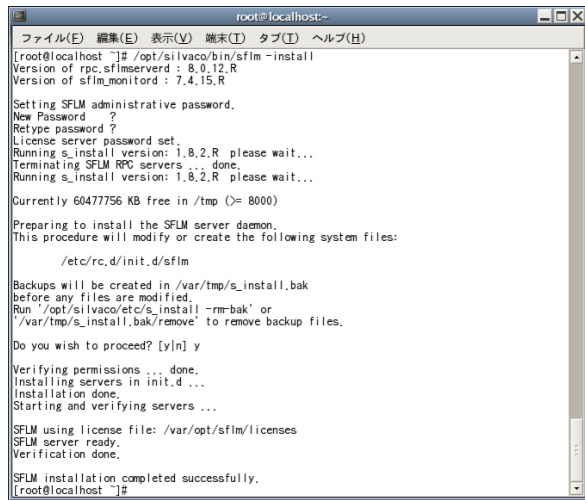 root@localhost:~
ファイル(F) 編集(E) 表示(V) 端末(T) タブ(T) ヘルプ(H)
[root@localhost ~]# /opt/silvaco/bin/sflm -install
Version of rpc.sflmserverd : 8.0.12.R
Version of sflm_monitord : 7.4.15.R
Setting SFLM administrative password.
New Password    ?
Retype password ?
License server password set.
Running s_install version: 1.8.2.R  please wait...
Terminating SFLM RPC servers ... done.
Running s_install version: 1.8.2.R  please wait...
Currently 60477756 KB free in /tmp (>= 8000)
Preparing to install the SFLM server daemon.
This procedure will modify or create the following system files:
/etc/rc.d/init.d/sflm
Backups will be created in /var/tmp/s_install.bak
before any files are modified.
Run '/opt/silvaco/etc/s_install -rm-bak' or
'/var/tmp/s_install.bak/remove' to remove backup files.
Do you wish to proceed? [y|n] y
Verifying permissions ... done.
Installing servers in init.d ...
Installation done.
Starting and verifying servers ...
SFLM using license file: /var/opt/sflm/licenses
SFLM server ready.
Verification done.
SFLM installation completed successfully.
[root@localhost ~]#